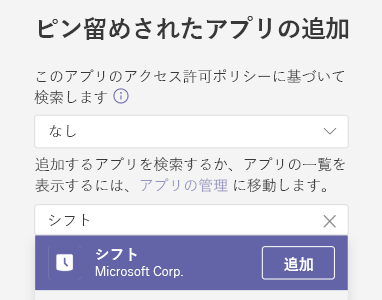 ピン留めされたアプリの追加
このアプリのアクセス許可ポリシーに基づいて
検索します
なし
追加するアプリを検索するか、アプリの一覧を
表示するには、アプリの管理 に移動します。
シフト
シフト
Microsoft Corp.
追加